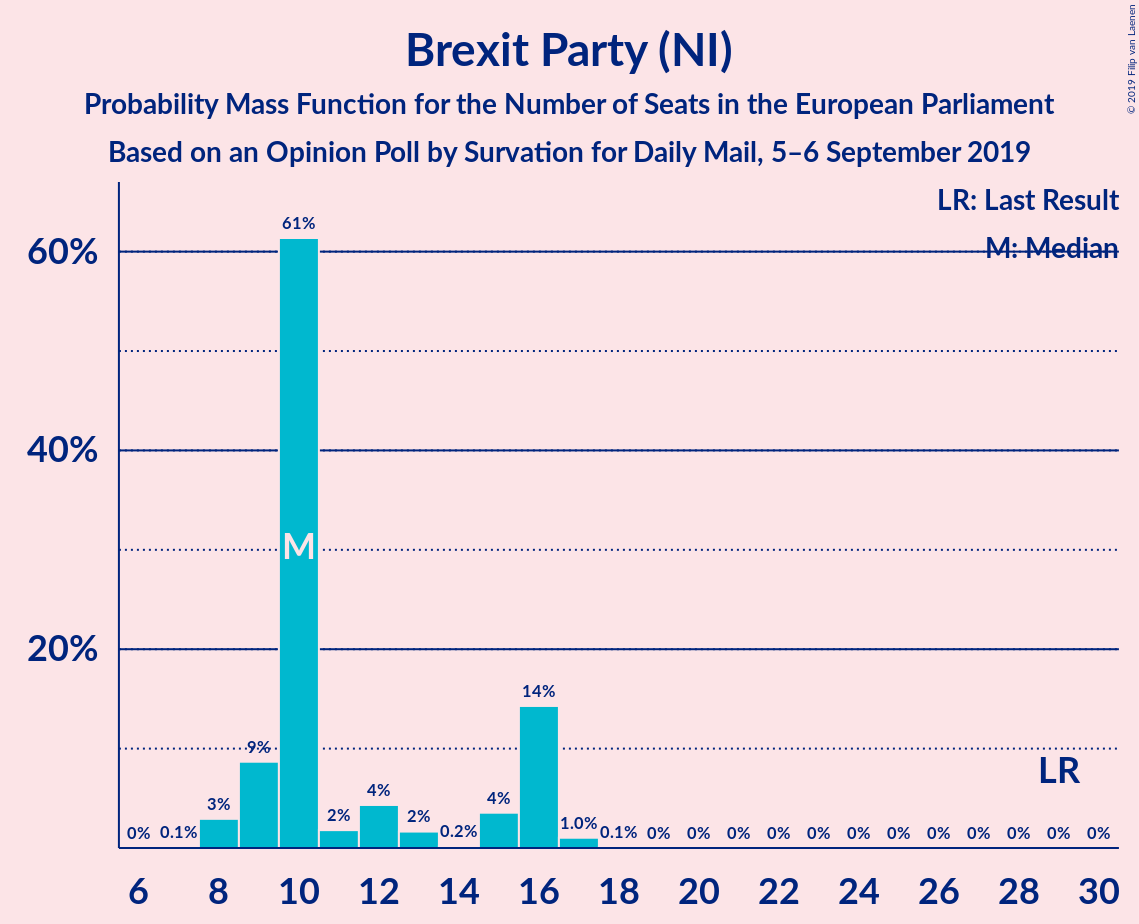 Brexit Party (NI)
Probability Mass Function for the Number of Seats in the European Parliament
Based on an Opinion Poll by Survation for Daily Mail, 5–6 September 2019
© 2019 Filip van Laenen
LR: Last Result
M: Median
60%
40%
20%
0% 0.1% 3% 9% 61% 2% 4% 2% 0.2% 4% 14% 1.0% 0.1% 0% 0% 0% 0% 0% 0% 0% 0% 0% 0% 0% 0%
M
LR
6 8 10 12 14 16 18 20 22 24 26 28 30